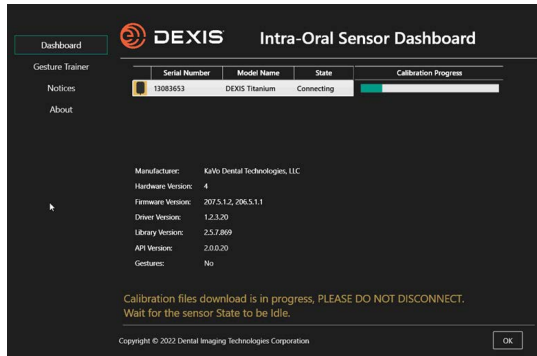 Dashboard
DEXIS
Intra-Oral Sensor Dashboard
Gesture Trainer
Notices
About
Serial Number Model Name State Calibration Progress
13083653 DEXIS Titanium Connecting
Manufacturer: KaVo Dental Technologies, LLC
Hardware Version: 4
Firmware Version: 207.5.1.2, 206.5.1.1
Driver Version: 1.2.3.20
Library Version: 2.5.7.869
API Version: 2.0.0.20
Gestures: No
Calibration files download is in progress, PLEASE DO NOT DISCONNECT.
Wait for the sensor State to be Idle.
Copyright © 2022 Dental Imaging Technologies Corporation
OK